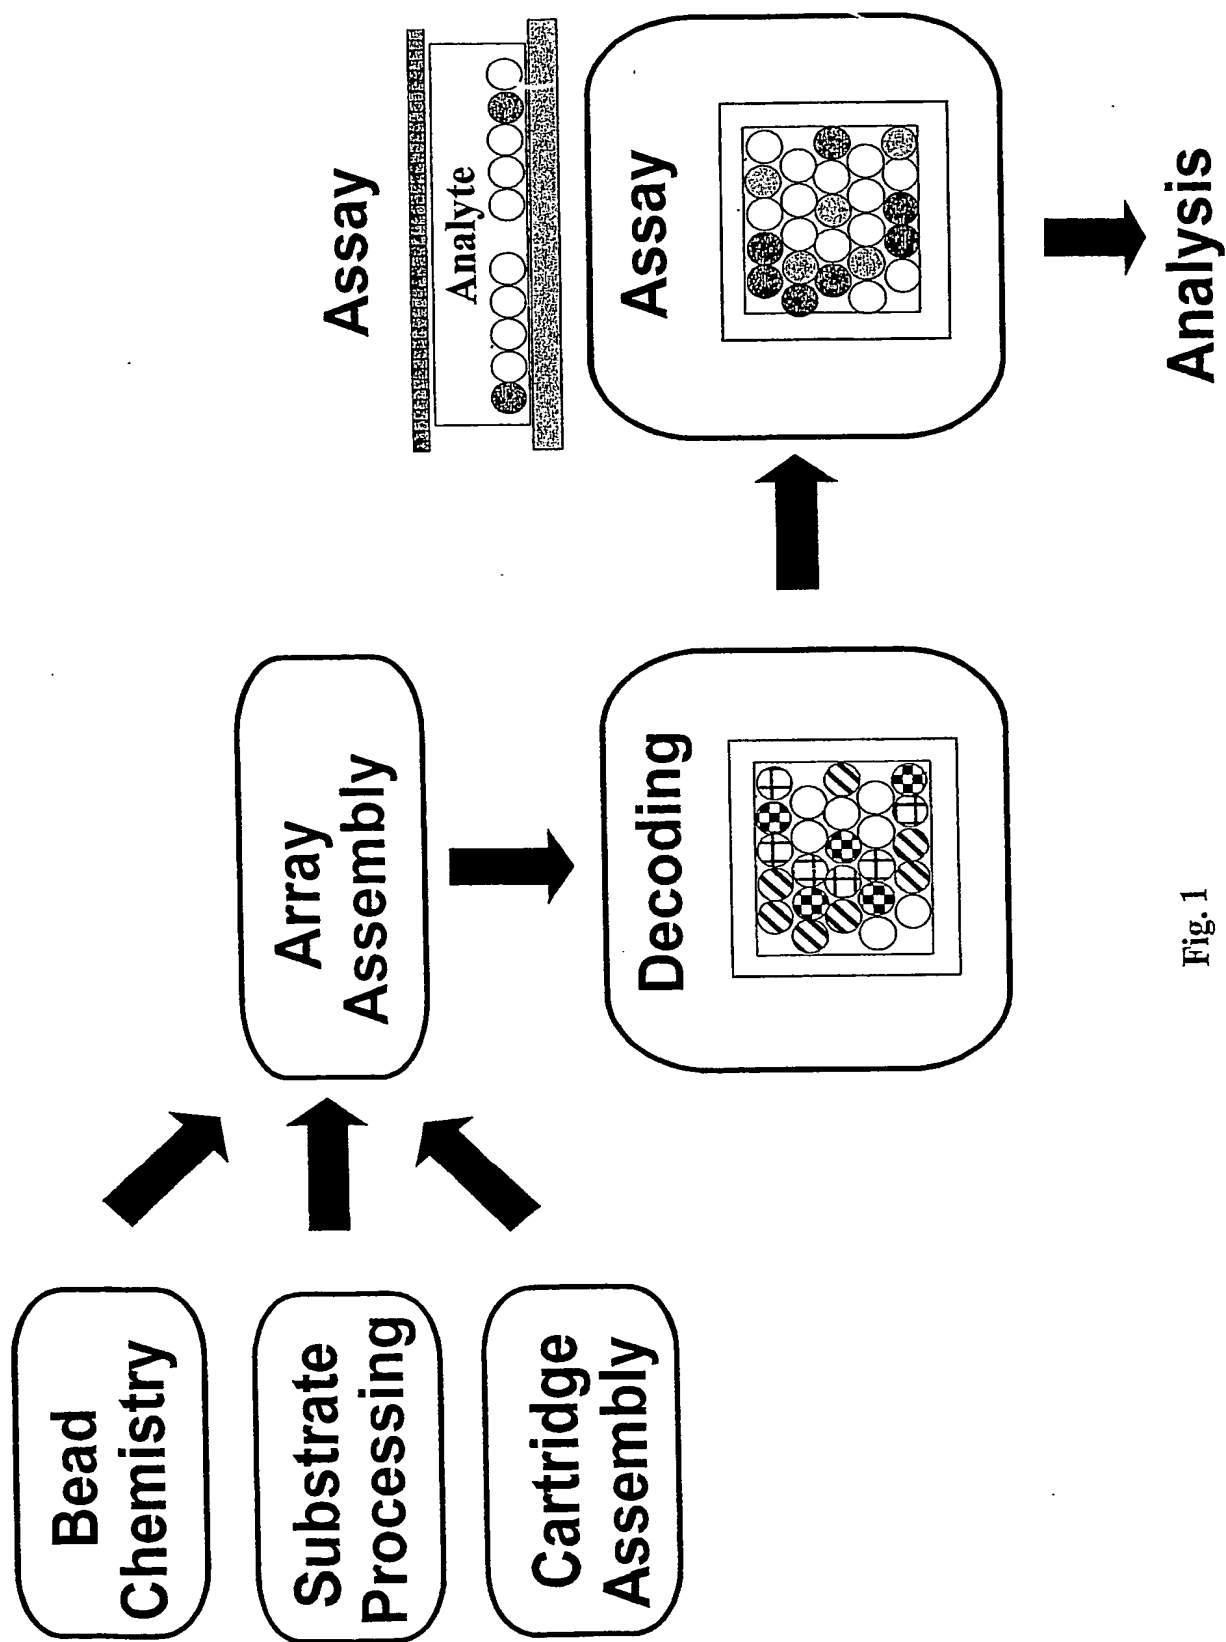 Bead
Chemistry
Substrate
Processing
Cartridge
Assembly
Array
Assembly
Decoding
Assay
Analyte
Assay
Analysis
Fig. 1